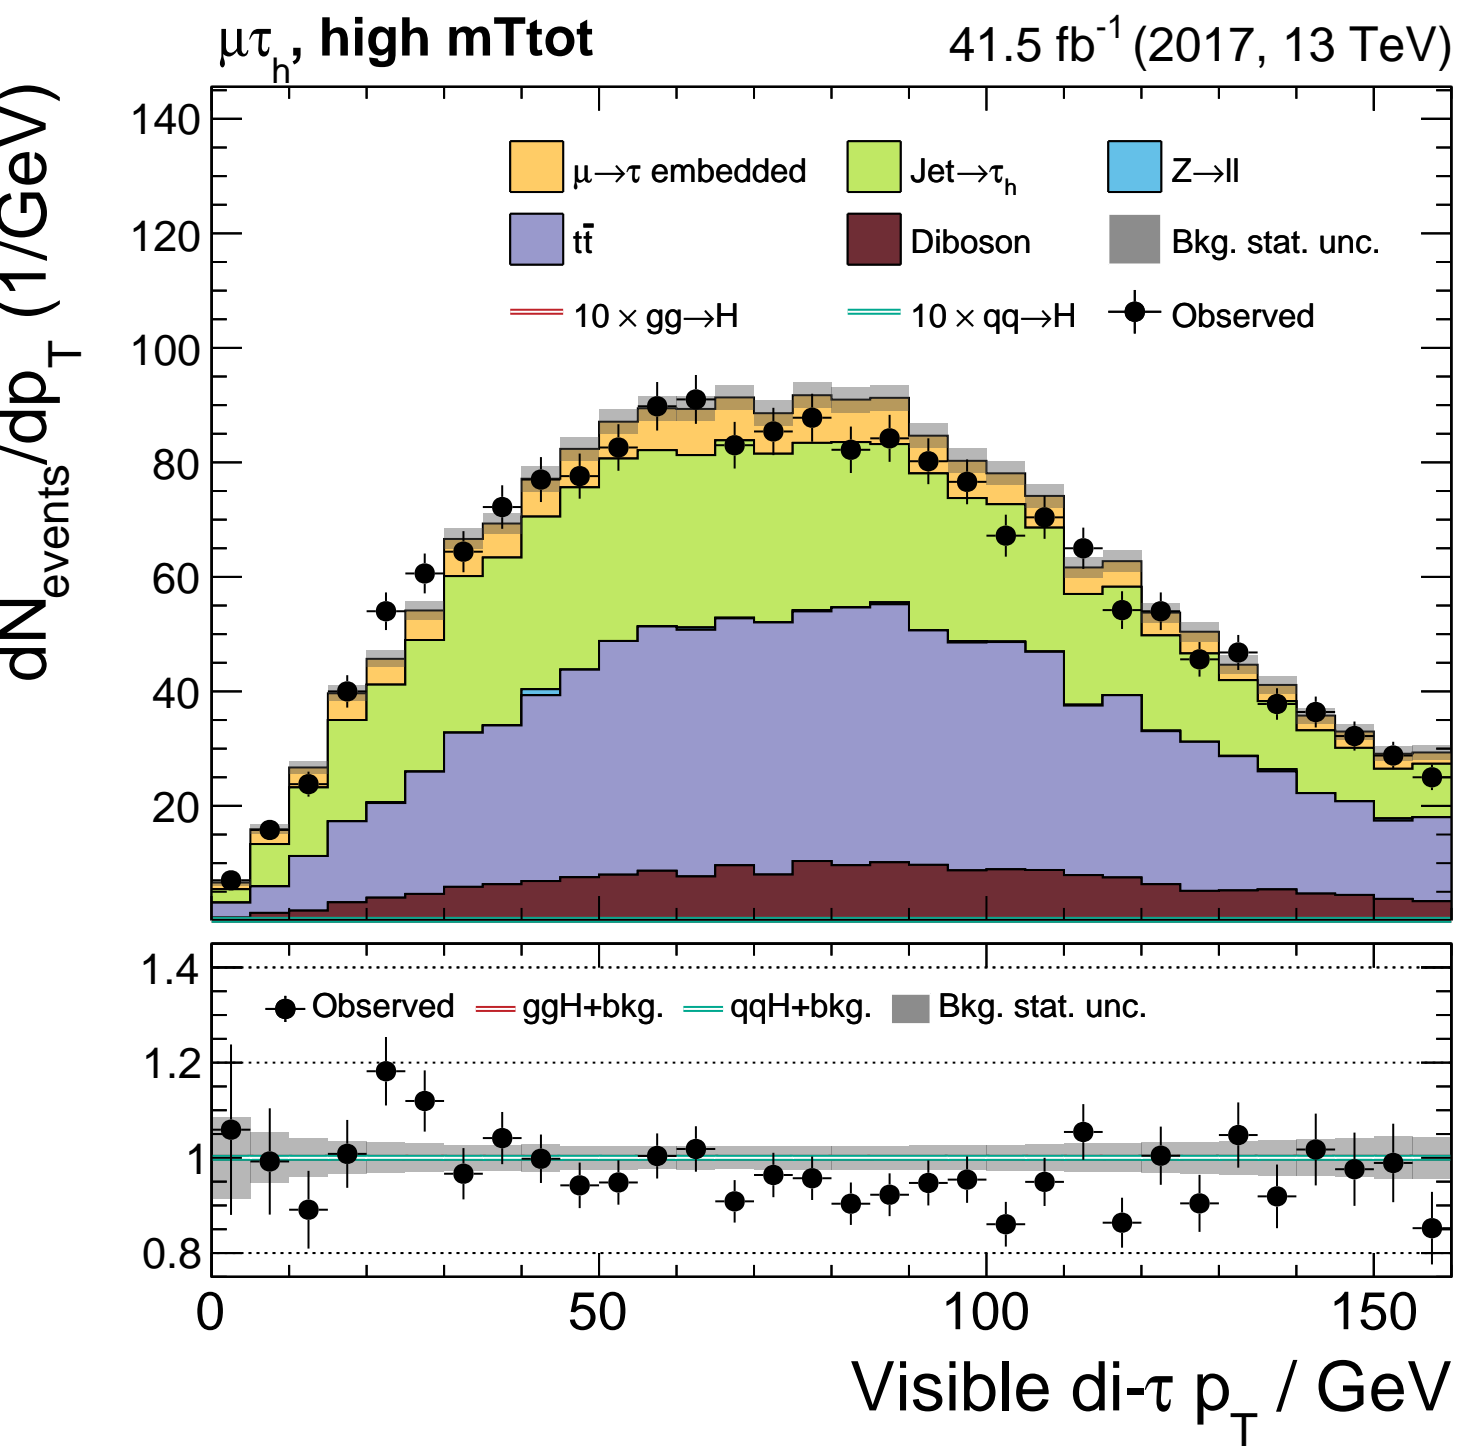 μτh, high mTtot 41.5 fb-1 (2017, 13 TeV)
dNevents/dpT (1/GeV)
140
120
100
80
60
40
20
μ→τ embedded Jet→τh Z→ll
tt̄ Diboson Bkg. stat. unc.
10 × gg→H 10 × qq→H Observed
1.4
1.2
1
0.8
Observed ggH+bkg. qqH+bkg. Bkg. stat. unc.
0 50 100 150
Visible di-τ pT / GeV